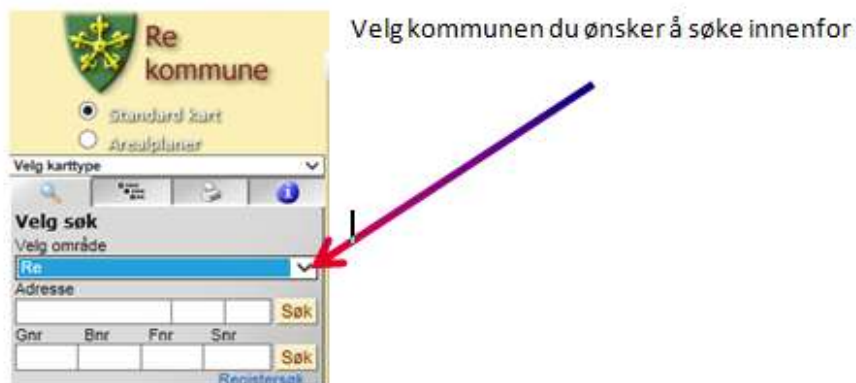 Re
kommune
Velg kommunen du ønsker å søke innenfor
Standard kart
Arealplaner
Velg karttype
Velg søk
Velg område
Re
Adresse
Søk
Gnr Bnr Fnr Snr
Søk
Registersøk